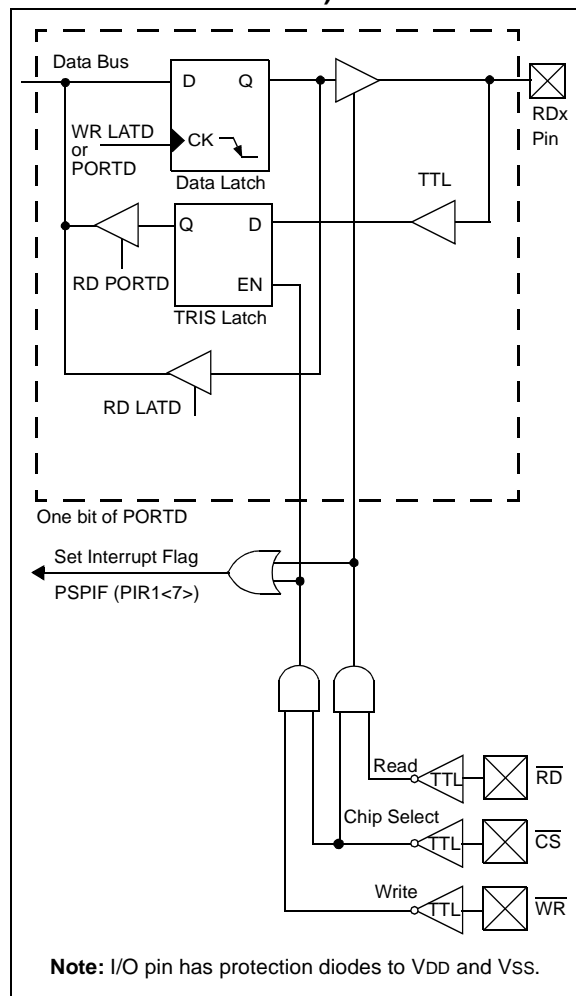 )
Data Bus
D
Q
WR LATD
or
PORTD
CK
Data Latch
RDx
Pin
TTL
Q
D
RD PORTD
EN
TRIS Latch
RD LATD
One bit of PORTD
Set Interrupt Flag
PSPIF (PIR1<7>)
Read
TTL
RD
Chip Select
TTL
CS
Write
TTL
WR
Note: I/O pin has protection diodes to VDD and VSS.